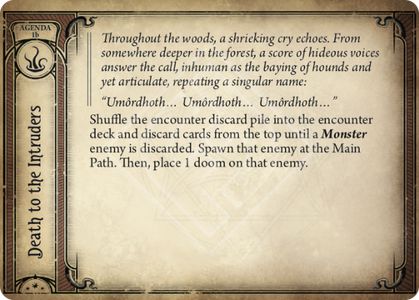 AGENDA
1b
Death to the Intruders
Throughout the woods, a shrieking cry echoes. From
somewhere deeper in the forest, a score of hideous voices
answer the call, inhuman as the baying of hounds and
yet articulate, repeating a singular name:
“Umôrdhoth… Umôrdhoth… Umôrdhoth…”
Shuffle the encounter discard pile into the encounter
deck and discard cards from the top until a Monster
enemy is discarded. Spawn that enemy at the Main
Path. Then, place 1 doom on that enemy.